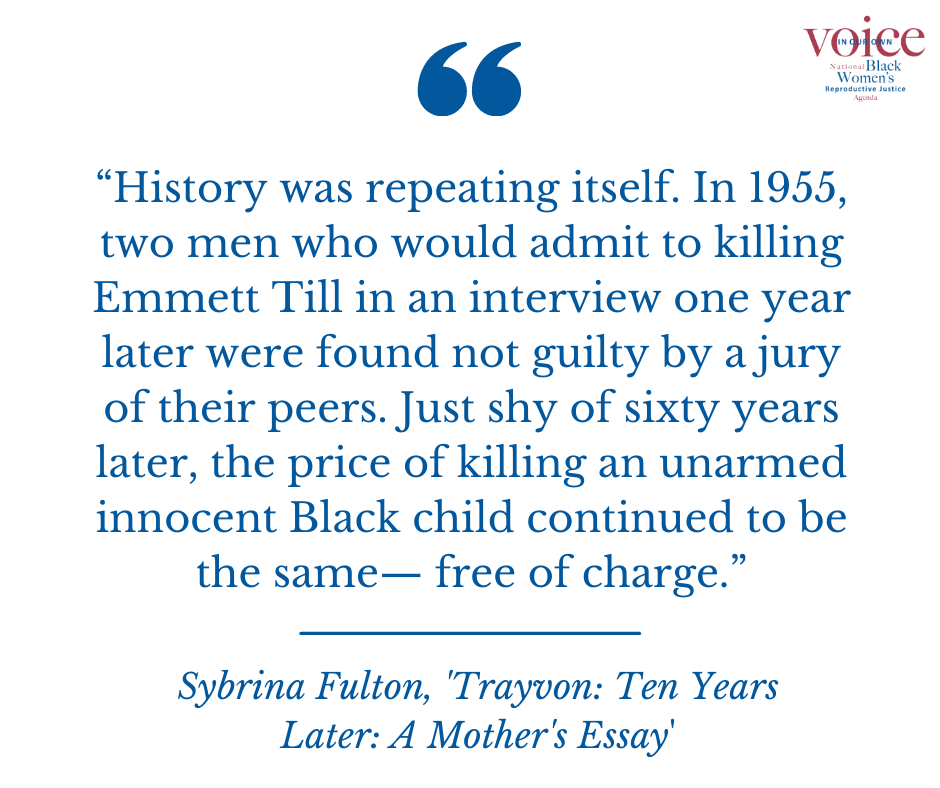 voice
IN OUR OWN
National Black
Women's
Reproductive Justice
Agenda
“
“History was repeating itself. In 1955,
two men who would admit to killing
Emmett Till in an interview one year
later were found not guilty by a jury
of their peers. Just shy of sixty years
later, the price of killing an unarmed
innocent Black child continued to be
the same— free of charge.”
Sybrina Fulton, 'Trayvon: Ten Years
Later: A Mother's Essay'